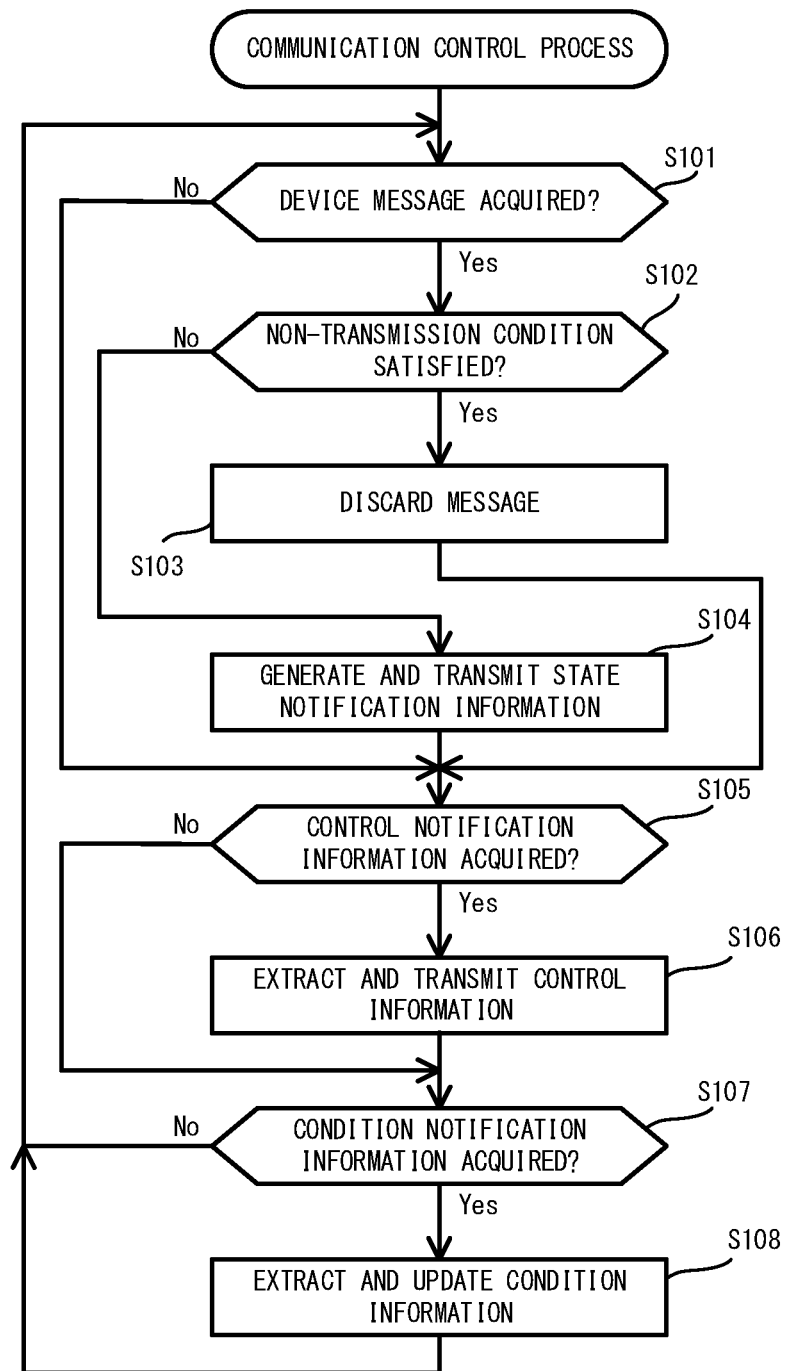 COMMUNICATION CONTROL PROCESS
S101
No
DEVICE MESSAGE ACQUIRED?
Yes
S102
No
NON-TRANSMISSION CONDITION
SATISFIED?
Yes
DISCARD MESSAGE
S103
S104
GENERATE AND TRANSMIT STATE
NOTIFICATION INFORMATION
S105
No
CONTROL NOTIFICATION
INFORMATION ACQUIRED?
Yes
S106
EXTRACT AND TRANSMIT CONTROL
INFORMATION
S107
No
CONDITION NOTIFICATION
INFORMATION ACQUIRED?
Yes
S108
EXTRACT AND UPDATE CONDITION
INFORMATION